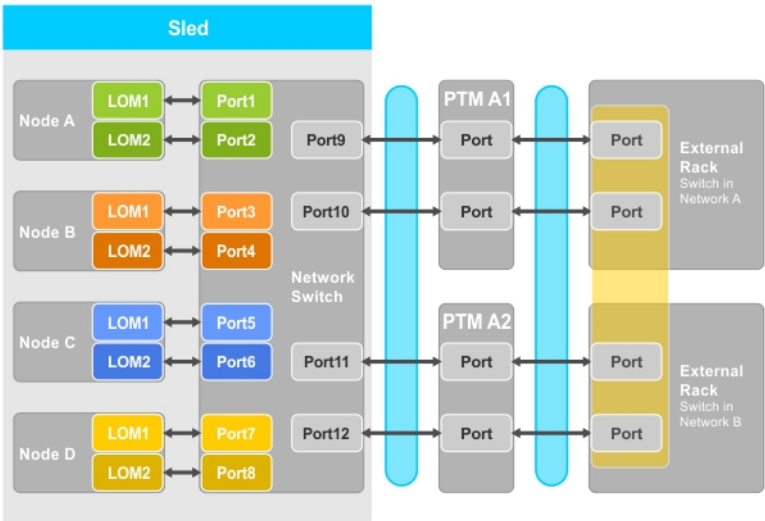 Sled
Node A
LOM1
LOM2
Port1
Port2
Port9
Node B
LOM1
LOM2
Port3
Port4
Port10
Network
Switch
Node C
LOM1
LOM2
Port5
Port6
Port11
Node D
LOM1
LOM2
Port7
Port8
Port12
PTM A1
Port
Port
PTM A2
Port
Port
Port
Port
External
Rack
Switch in
Network A
Port
Port
External
Rack
Switch in
Network B